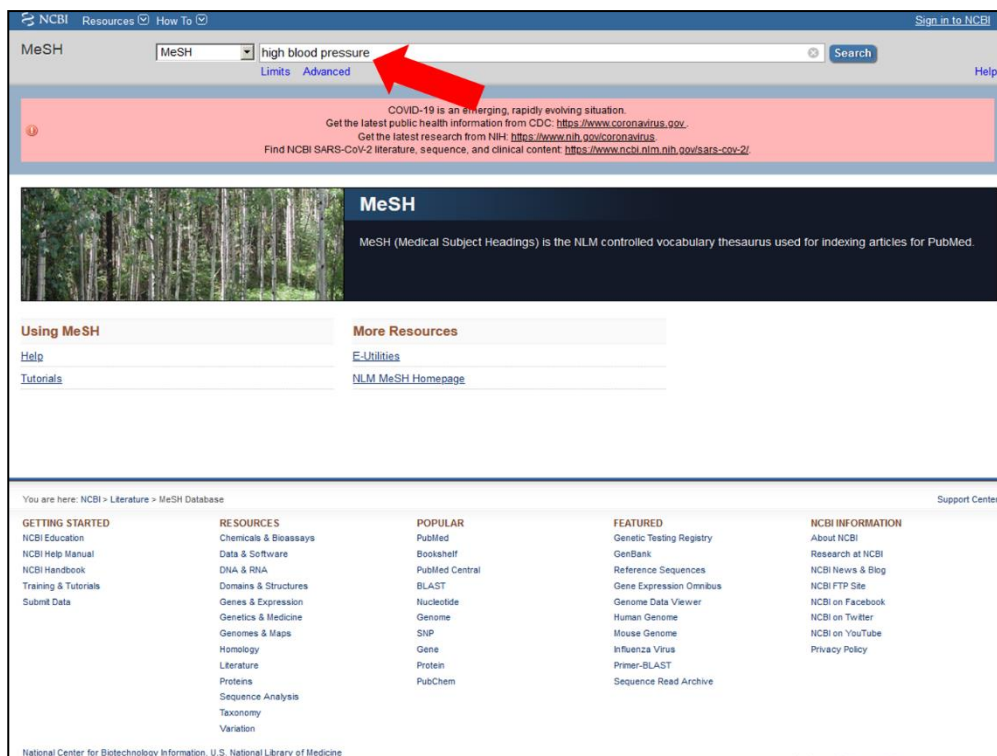 NCBI Resources How To Sign in to NCBI
MeSH MeSH high blood pressure Search
Limits Advanced Help
COVID-19 is an emerging, rapidly evolving situation.
Get the latest public health information from CDC: https://www.coronavirus.gov.
Get the latest research from NIH: https://www.nih.gov/coronavirus.
Find NCBI SARS-CoV-2 literature, sequence, and clinical content: https://www.ncbi.nlm.nih.gov/sars-cov-2/.
MeSH
MeSH (Medical Subject Headings) is the NLM controlled vocabulary thesaurus used for indexing articles for PubMed.
Using MeSH
Help
Tutorials
More Resources
E-Utilities
NLM MeSH Homepage
You are here: NCBI > Literature > MeSH Database Support Center
GETTING STARTED
NCBI Education
NCBI Help Manual
NCBI Handbook
Training & Tutorials
Submit Data
RESOURCES
Chemicals & Bioassays
Data & Software
DNA & RNA
Domains & Structures
Genes & Expression
Genetics & Medicine
Genomes & Maps
Homology
Literature
Proteins
Sequence Analysis
Taxonomy
Variation
POPULAR
PubMed
Bookshelf
PubMed Central
BLAST
Nucleotide
Genome
SNP
Gene
Protein
PubChem
FEATURED
Genetic Testing Registry
GenBank
Reference Sequences
Gene Expression Omnibus
Genome Data Viewer
Human Genome
Mouse Genome
Influenza Virus
Primer-BLAST
Sequence Read Archive
NCBI INFORMATION
About NCBI
Research at NCBI
NCBI News & Blog
NCBI FTP Site
NCBI on Facebook
NCBI on Twitter
NCBI on YouTube
Privacy Policy
National Center for Biotechnology Information, U.S. National Library of Medicine